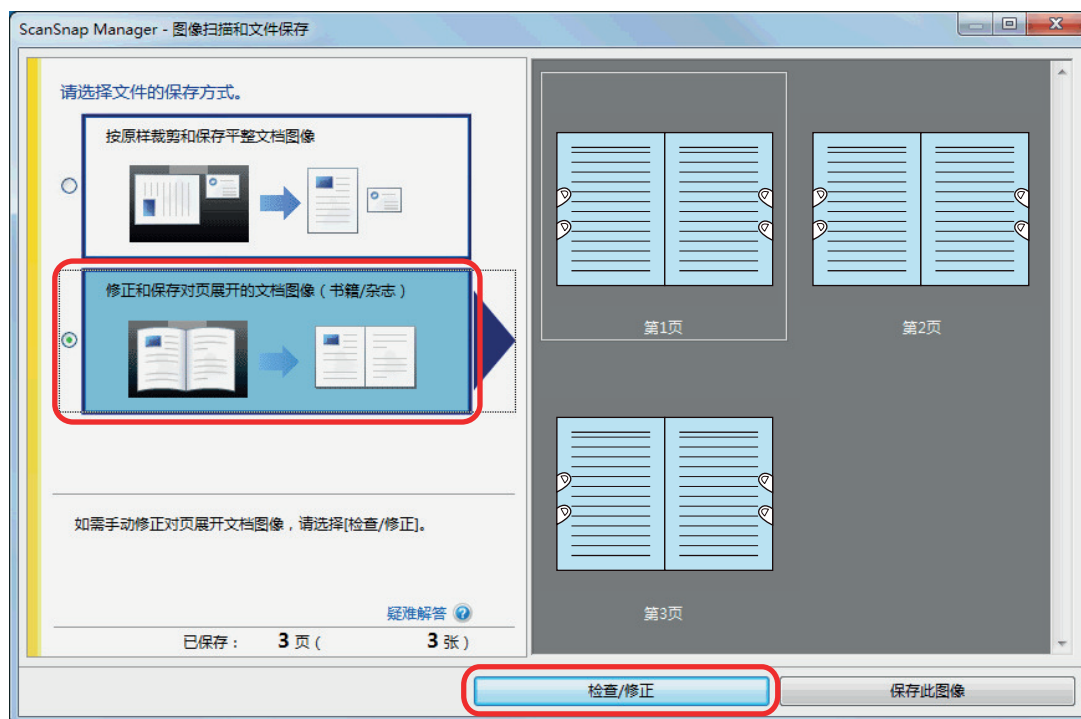 ScanSnap Manager - 图像扫描和文件保存
请选择文件的保存方式。
按原样裁剪和保存平整文档图像
修正和保存对页展开的文档图像（书籍/杂志）
如需手动修正对页展开文档图像，请选择[检查/修正]。
疑难解答
已保存： 3 页 ( 3 张 )
第1页
第2页
第3页
检查/修正
保存此图像